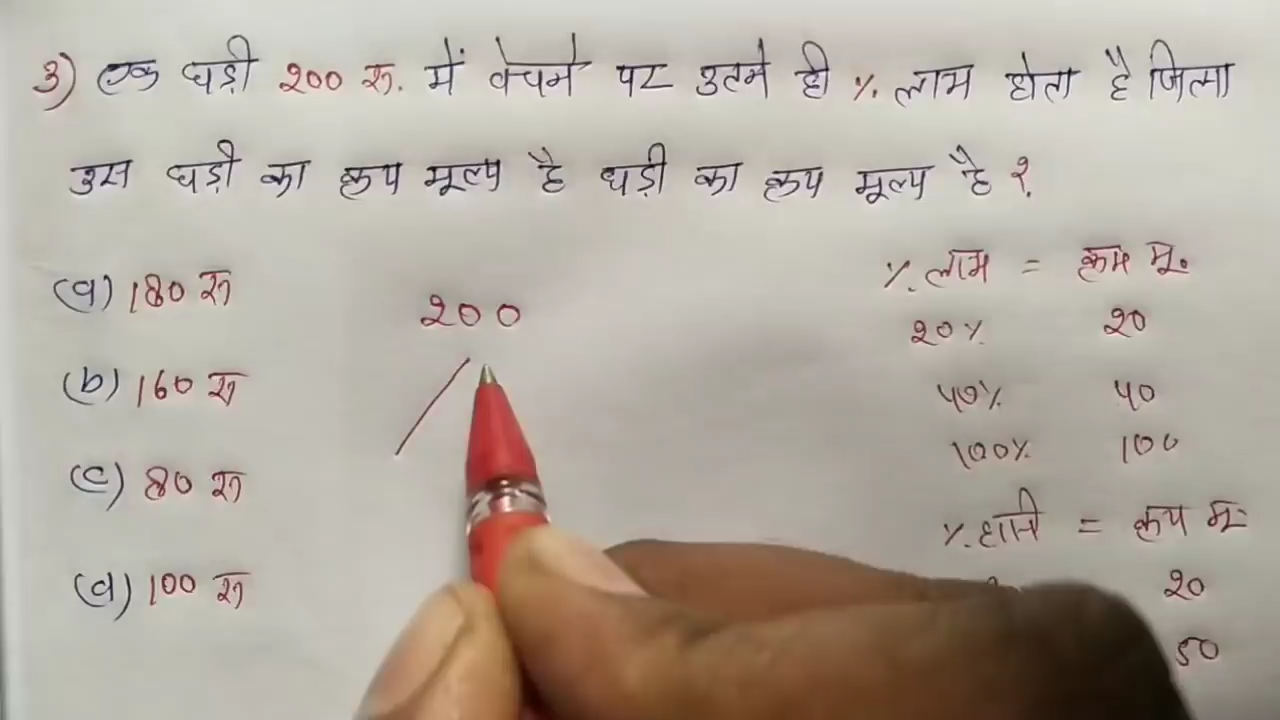 3) एक घड़ी 200 रू. में बेचने पर उतने ही % लाभ होता है जितना
उस घड़ी का क्रय मूल्य है घड़ी का क्रय मूल्य है ?
(a) 180 रू
(b) 160 रू
(c) 80 रू
(d) 100 रू
200
% लाभ = क्रय मू.
20% 20
40% 40
100% 100
% हानि = क्रय मू.
20
50